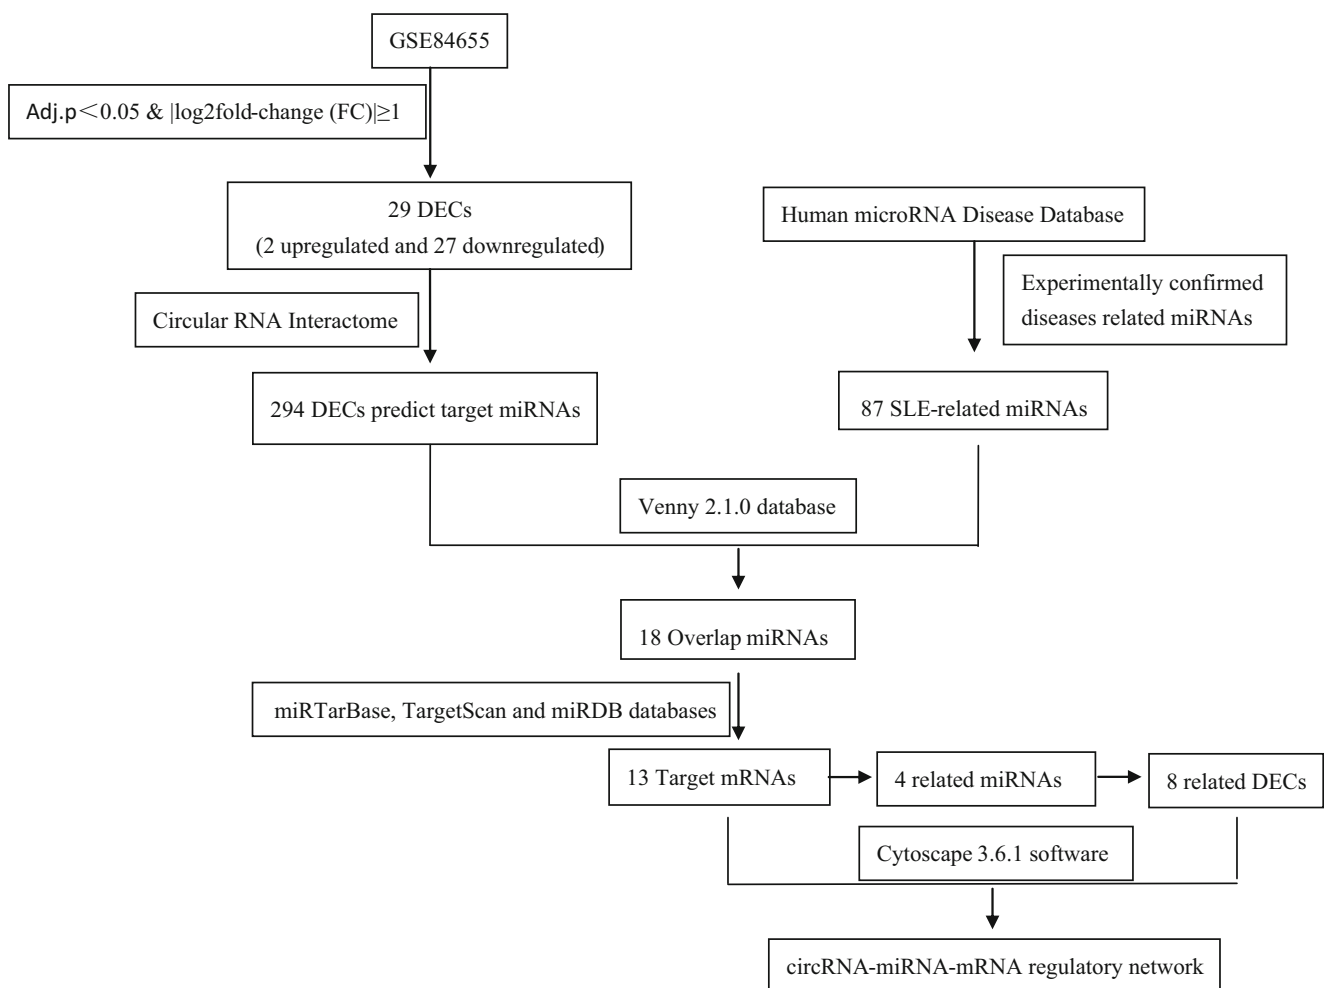 GSE84655
Adj.p<0.05 & |log2fold-change (FC)|≥1
29 DECs
(2 upregulated and 27 downregulated)
Human microRNA Disease Database
Experimentally confirmed
diseases related miRNAs
Circular RNA Interactome
294 DECs predict target miRNAs
87 SLE-related miRNAs
Venny 2.1.0 database
18 Overlap miRNAs
miRTarBase, TargetScan and miRDB databases
13 Target mRNAs
4 related miRNAs
8 related DECs
Cytoscape 3.6.1 software
circRNA-miRNA-mRNA regulatory network